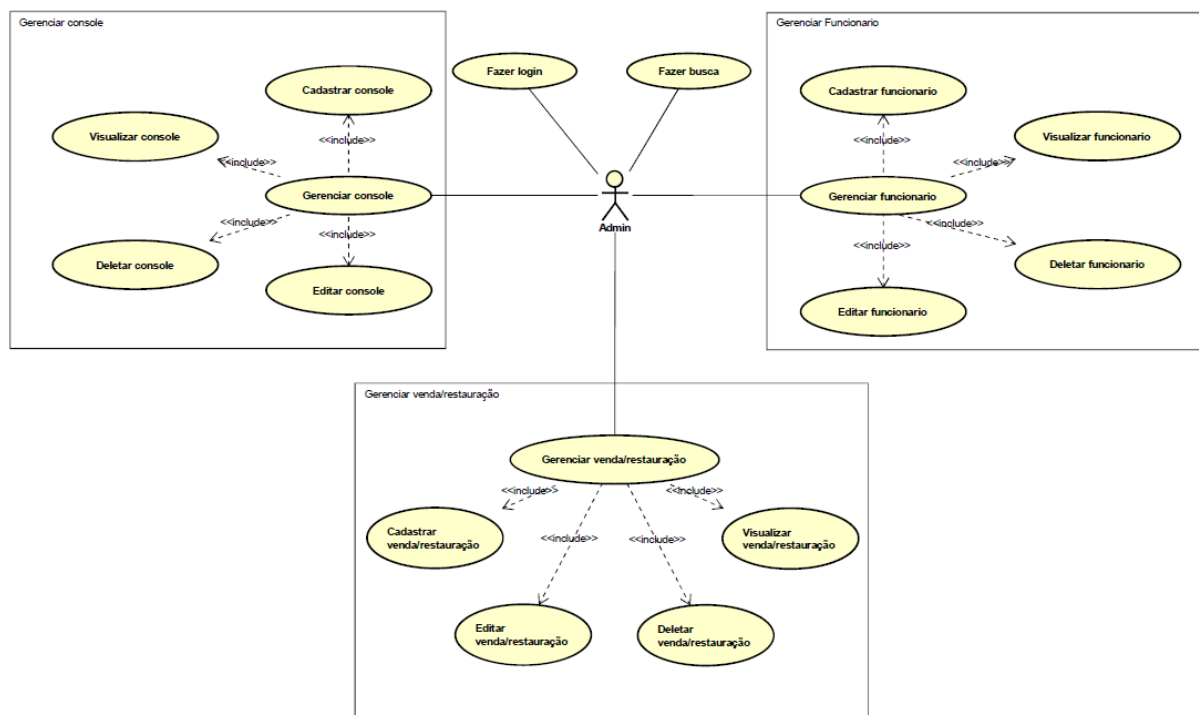 Gerenciar console
Cadastrar console
<<include>>
Visualizar console
<<include>>
Gerenciar console
<<include>>
<<include>>
Deletar console
Editar console
Fazer login
Fazer busca
Admin
Gerenciar Funcionario
Cadastrar funcionario
<<include>>
Visualizar funcionario
<<include>>
Gerenciar funcionario
<<include>>
<<include>>
Deletar funcionario
Editar funcionario
Gerenciar venda/restauração
Gerenciar venda/restauração
<<include>>
<<include>>
Cadastrar
venda/restauração
<<include>>
<<include>>
Visualizar
venda/restauração
Editar
venda/restauração
Deletar
venda/restauração